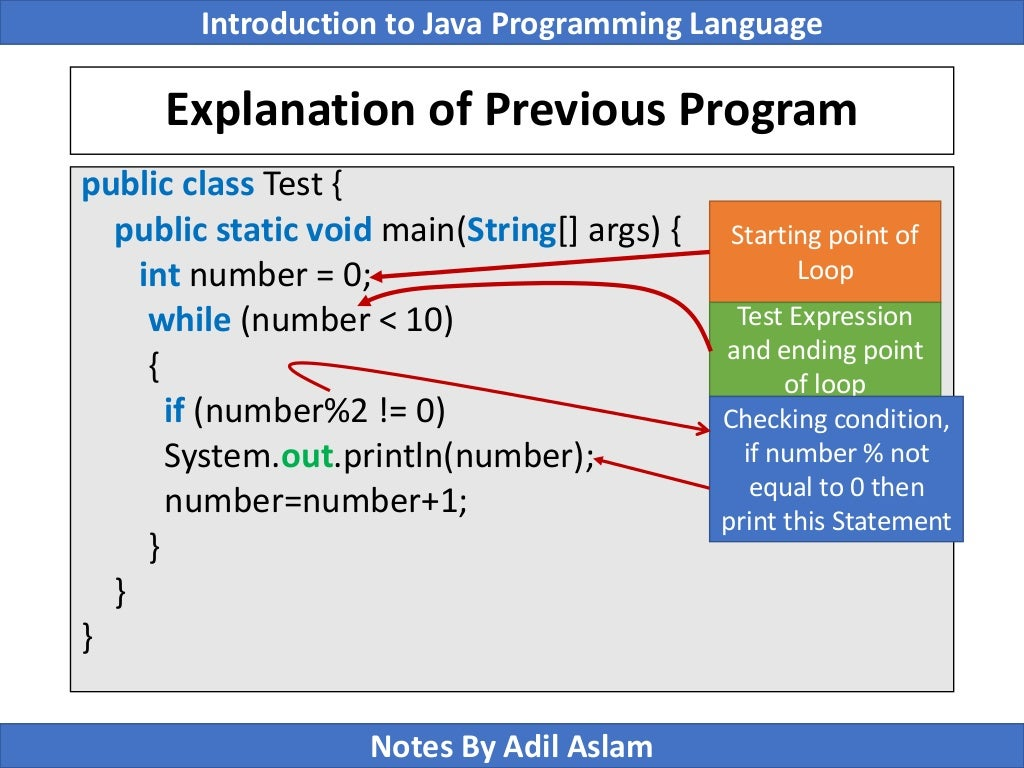 Introduction to Java Programming Language
Explanation of Previous Program
public class Test {
public static void main(String[] args) {
int number = 0;
while (number < 10)
{
if (number%2 != 0)
System.out.println(number);
number=number+1;
}
}
}
Starting point of
Loop
Test Expression
and ending point
of loop
Checking condition,
if number % not
equal to 0 then
print this Statement
Notes By Adil Aslam